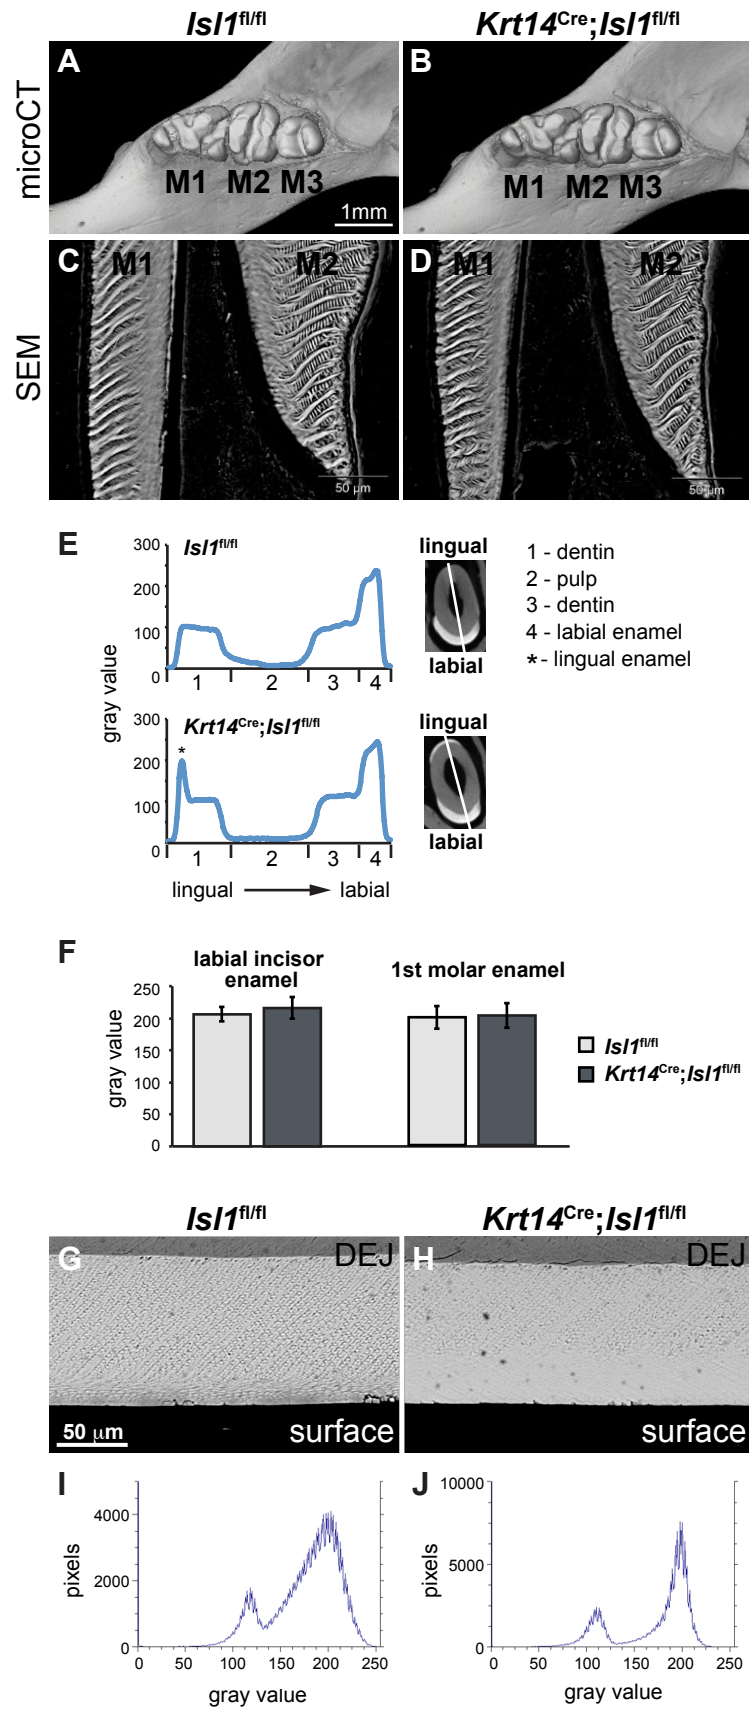 Isl1fl/fl
Krt14Cre;Isl1fl/fl
microCT
A
M1 M2 M3
1mm
B
M1 M2 M3
SEM
C
M1
M2
50 µm
D
M1
M2
50 µm
E
gray value
Isl1fl/fl
300
200
100
0
1 2 3 4
lingual
labial
1 - dentin
2 - pulp
3 - dentin
4 - labial enamel
* - lingual enamel
Krt14Cre;Isl1fl/fl
300
200
100
0
*
1 2 3 4
lingual
labial
lingual labial
F
labial incisor
enamel
1st molar enamel
gray value
250
200
150
100
50
0
Isl1fl/fl
Krt14Cre;Isl1fl/fl
Isl1fl/fl
Krt14Cre;Isl1fl/fl
G
DEJ
50 µm
surface
H
DEJ
surface
I
pixels
4000
2000
0
0 50 100 150 200 250
gray value
J
pixels
10000
5000
0
0 50 100 150 200 250
gray value